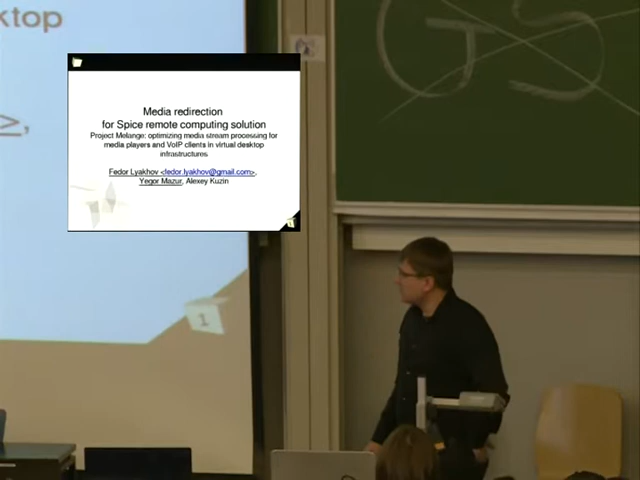 ktop
>,
1
Media redirection
for Spice remote computing solution
Project Melange: optimizing media stream processing for
media players and VoIP clients in virtual desktop
infrastructures
Fedor Lyakhov <fedor.lyakhov@gmail.com>,
Yegor Mazur, Alexey Kuzin
GS